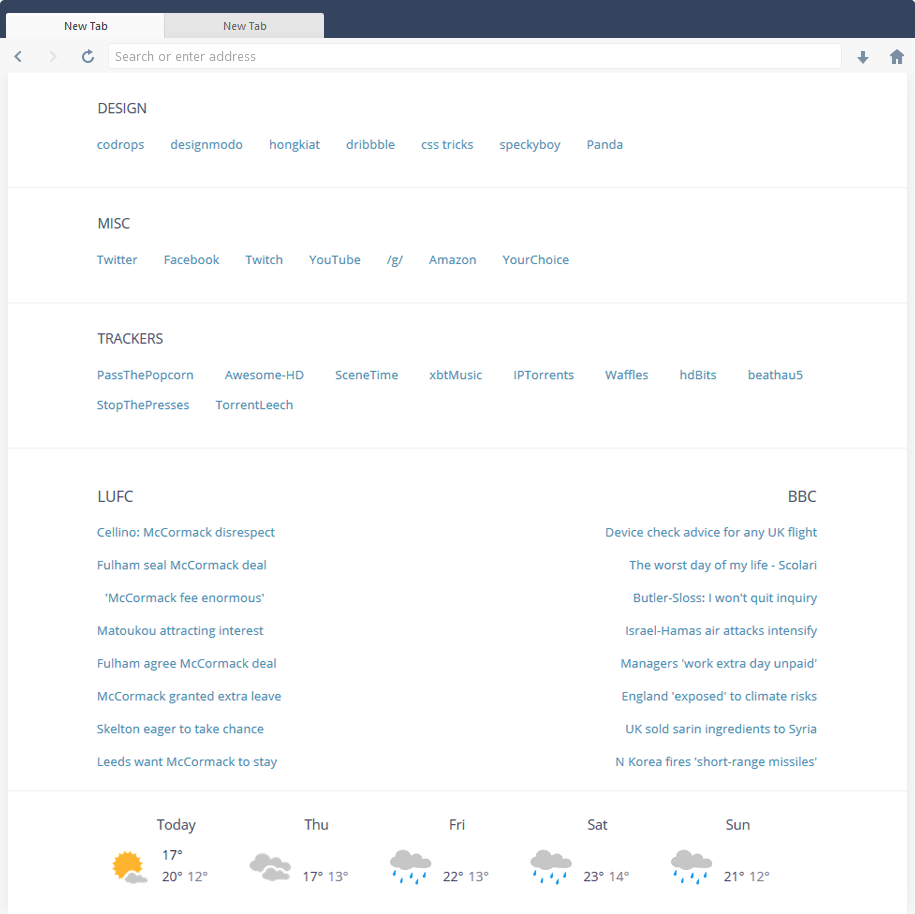 New Tab New Tab
Search or enter address
DESIGN
codrops designmodo hongkiat dribbble css tricks speckyboy Panda
MISC
Twitter Facebook Twitch YouTube /g/ Amazon YourChoice
TRACKERS
PassThePopcorn Awesome-HD SceneTime xbtMusic IPTorrents Waffles hdBits beathau5
StopThePresses TorrentLeech
LUFC
Cellino: McCormack disrespect
Fulham seal McCormack deal
'McCormack fee enormous'
Matoukou attracting interest
Fulham agree McCormack deal
McCormack granted extra leave
Skelton eager to take chance
Leeds want McCormack to stay
BBC
Device check advice for any UK flight
The worst day of my life - Scolari
Butler-Sloss: I won't quit inquiry
Israel-Hamas air attacks intensify
Managers 'work extra day unpaid'
England 'exposed' to climate risks
UK sold sarin ingredients to Syria
N Korea fires 'short-range missiles'
Today Thu Fri Sat Sun
17°
20° 12° 17° 13° 22° 13° 23° 14° 21° 12°